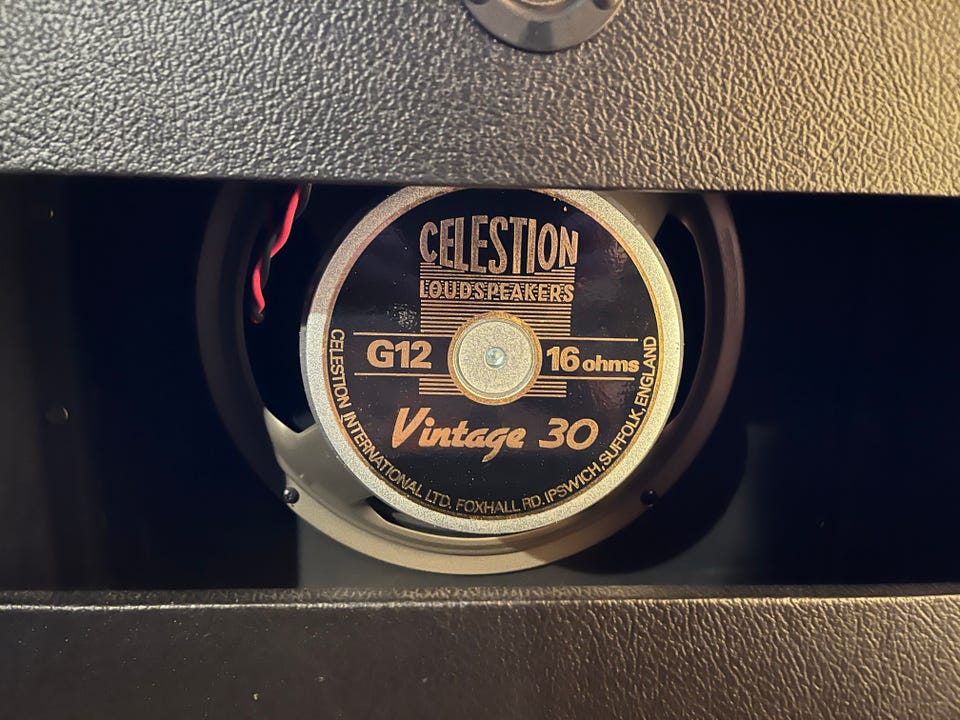 CELESTION
LOUDSPEAKERS
G12 16 ohms
Vintage 30
CELESTION INTERNATIONAL LTD. FOXHALL RD. IPSWICH, SUFFOLK, ENGLAND